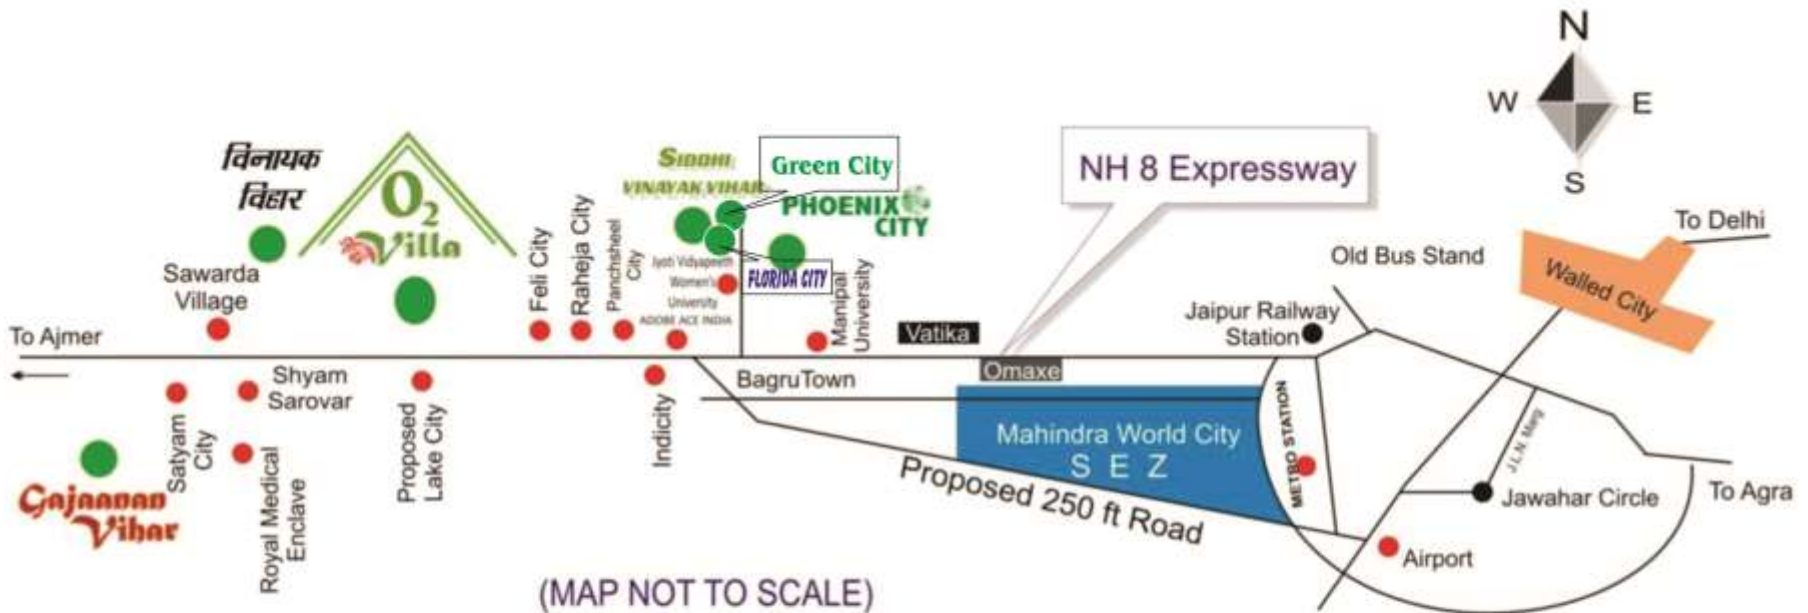 N
W
E
S
NH 8 Expressway
To Delhi
Walled City
Old Bus Stand
विनायक
विहार
O2
Villa
SIDDHI
VINAYAK VIHAR
Green City
PHOENIX
CITY
FLORIDA CITY
Sawarda
Village
Feli City
Raheja City
Panchsheel
City
Jyoti Vidyapeeth
Women's
University
ADOBE ACE INDIA
Manipal
University
Vatika
Jaipur Railway
Station
To Ajmer
Omaxe
Bagru Town
Shyam
Sarovar
Satyam
City
Gajaanan
Vihar
Royal Medical
Enclave
Proposed
Lake City
Indicity
Mahindra World City
S E Z
Proposed 250 ft Road
METRO STATION
J.L.N. Marg
Jawahar Circle
To Agra
Airport
(MAP NOT TO SCALE)